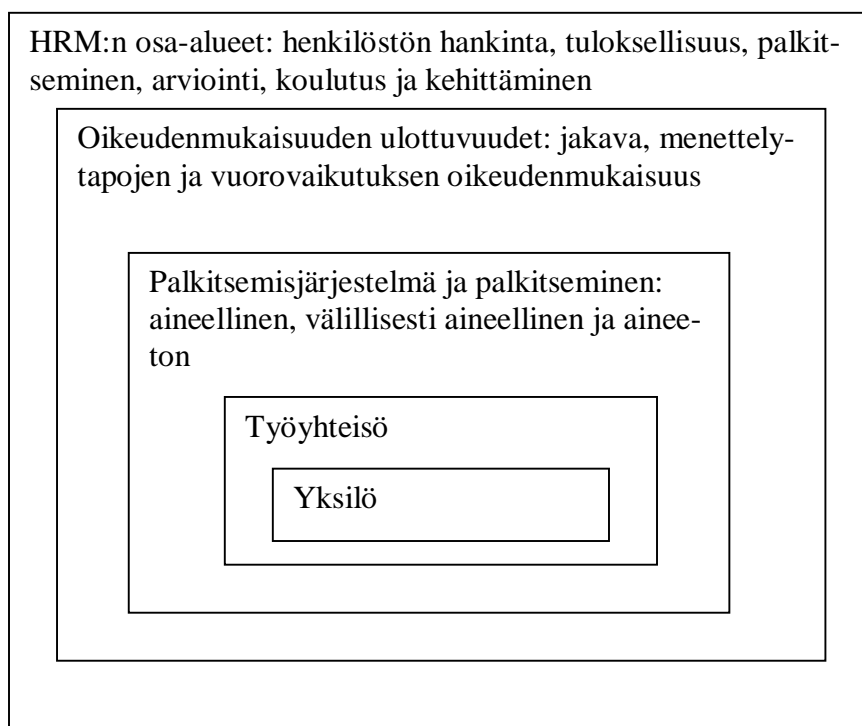 HRM:n osa-alueet: henkilöstön hankinta, tuloksellisuus, palkit-
seminen, arviointi, koulutus ja kehittäminen
Oikeudenmukaisuuden ulottuvuudet: jakava, menettely-
tapojen ja vuorovaikutuksen oikeudenmukaisuus
Palkitsemisjärjestelmä ja palkitseminen:
aineellinen, välillisesti aineellinen ja ainee-
ton
Työyhteisö
Yksilö